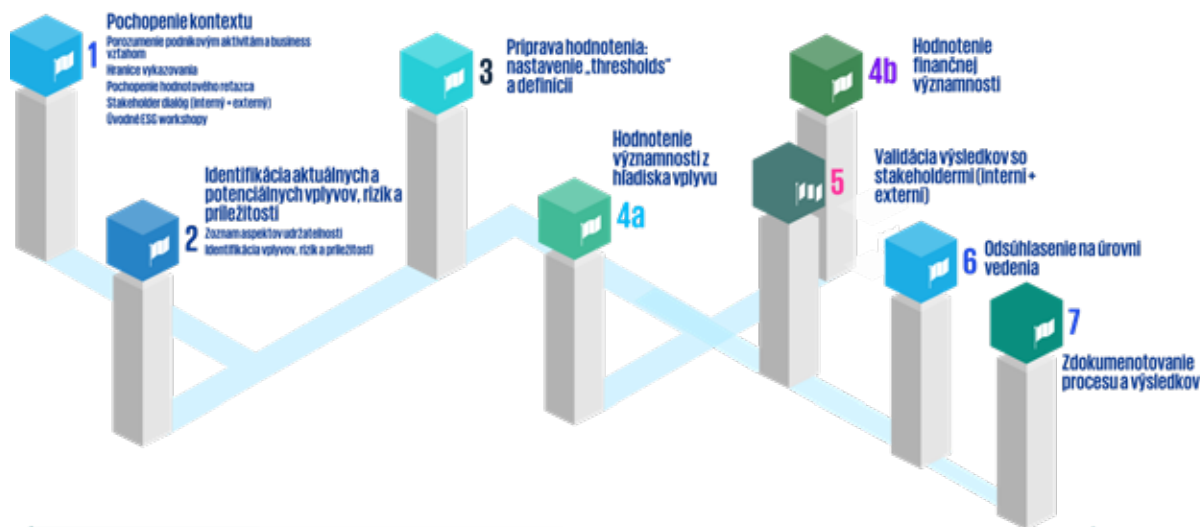 1
Pochopenie kontextu
Porozumenie podnikovým aktivitám a business
vzťahom
Hranice vykazovania
Pochopenie hodnotového reťazca
Stakeholder dialóg (interný + externý)
Úvodné ESG workshopy
2
Identifikácia aktuálnych a
potenciálnych vplyvov, rizík a
príležitostí
Zoznam aspektov udržateľnosti
Identifikácia vplyvov, rizík a príležitostí
3
Príprava hodnotenia:
nastavenie „thresholds"
a definícií
4a
Hodnotenie
významnosti z
hľadiska vplyvu
4b
Hodnotenie
finančnej
významnosti
5
Validácia výsledkov so
stakeholdermi (interní +
externí)
6
Odsúhlasenie na úrovni
vedenia
7
Zdokumenotovanie
procesu a výsledkov